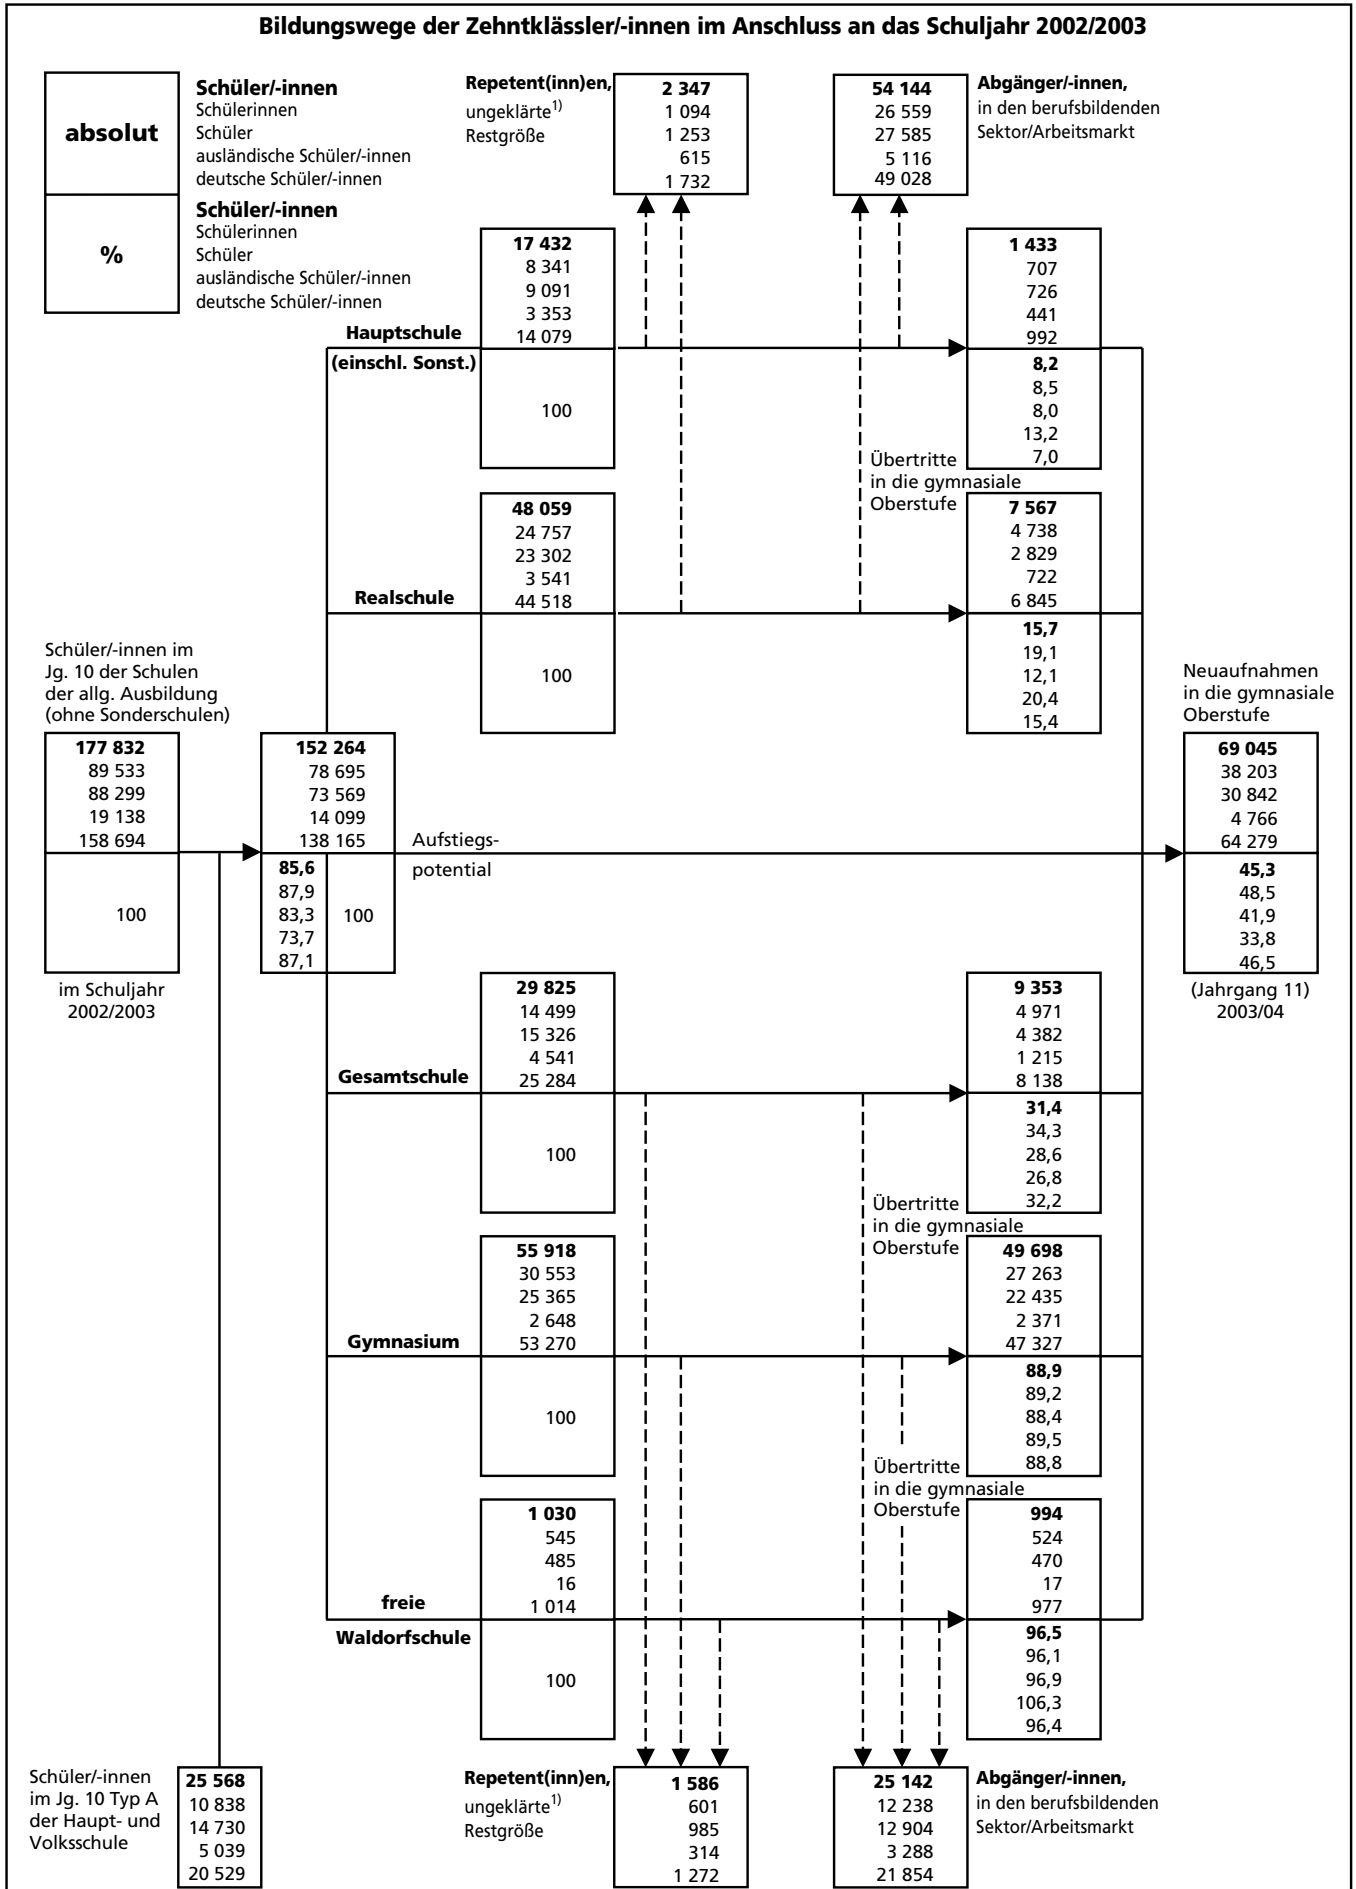 Bildungswege der Zehntklässler/-innen im Anschluss an das Schuljahr 2002/2003
absolut
Schüler/-innen
Schülerinnen
Schüler
ausländische Schüler/-innen
deutsche Schüler/-innen
%
Schüler/-innen
Schülerinnen
Schüler
ausländische Schüler/-innen
deutsche Schüler/-innen
Repetent(inn)en,
ungeklärte1)
Restgröße
2 347
1 094
1 253
615
1 732
54 144
26 559
27 585
5 116
49 028
Abgänger/-innen,
in den berufsbildenden
Sektor/Arbeitsmarkt
Hauptschule
(einschl. Sonst.)
17 432
8 341
9 091
3 353
14 079
100
1 433
707
726
441
992
8,2
8,5
8,0
13,2
7,0
Übertritte
in die gymnasiale
Oberstufe
Realschule
48 059
24 757
23 302
3 541
44 518
100
7 567
4 738
2 829
722
6 845
15,7
19,1
12,1
20,4
15,4
Schüler/-innen im
Jg. 10 der Schulen
der allg. Ausbildung
(ohne Sonderschulen)
177 832
89 533
88 299
19 138
158 694
100
im Schuljahr
2002/2003
152 264
78 695
73 569
14 099
138 165
85,6
87,9
83,3
73,7
87,1
100
Aufstiegs-
potential
Neuaufnahmen
in die gymnasiale
Oberstufe
69 045
38 203
30 842
4 766
64 279
45,3
48,5
41,9
33,8
46,5
(Jahrgang 11)
2003/04
Gesamtschule
29 825
14 499
15 326
4 541
25 284
100
9 353
4 971
4 382
1 215
8 138
31,4
34,3
28,6
26,8
32,2
Übertritte
in die gymnasiale
Oberstufe
Gymnasium
55 918
30 553
25 365
2 648
53 270
100
49 698
27 263
22 435
2 371
47 327
88,9
89,2
88,4
89,5
88,8
Übertritte
in die gymnasiale
Oberstufe
freie
Waldorfschule
1 030
545
485
16
1 014
100
994
524
470
17
977
96,5
96,1
96,9
106,3
96,4
Schüler/-innen
im Jg. 10 Typ A
der Haupt- und
Volksschule
25 568
10 838
14 730
5 039
20 529
Repetent(inn)en,
ungeklärte1)
Restgröße
1 586
601
985
314
1 272
25 142
12 238
12 904
3 288
21 854
Abgänger/-innen,
in den berufsbildenden
Sektor/Arbeitsmarkt